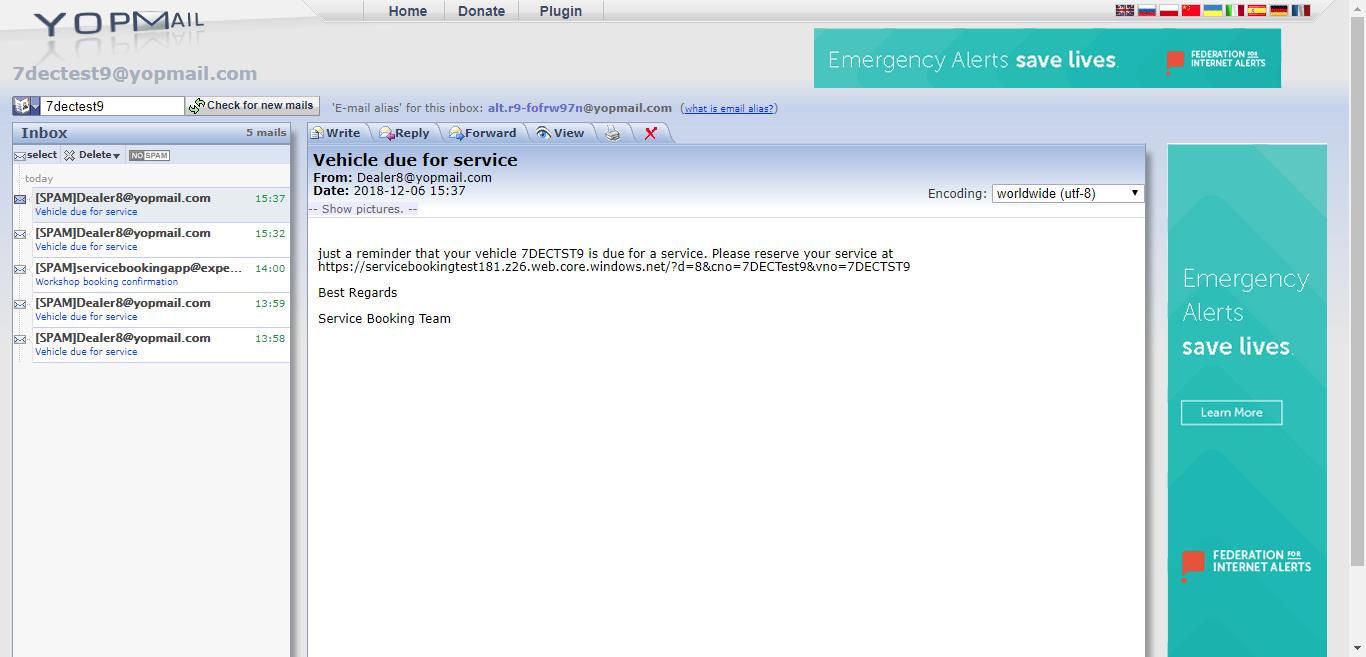 YOPMAIL
Home Donate Plugin
7dectest9@yopmail.com
Emergency Alerts save lives.
FEDERATION FOR
INTERNET ALERTS
7dectest9 Check for new mails 'E-mail alias' for this inbox: alt.r9-fofrw97n@yopmail.com (what is email alias?)
Inbox 5 mails
select Delete NO SPAM
today
[SPAM]Dealer8@yopmail.com 15:37
Vehicle due for service
[SPAM]Dealer8@yopmail.com 15:32
Vehicle due for service
[SPAM]servicebookingapp@expe... 14:00
Workshop booking confirmation
[SPAM]Dealer8@yopmail.com 13:59
Vehicle due for service
[SPAM]Dealer8@yopmail.com 13:58
Vehicle due for service
Write Reply Forward View
Vehicle due for service
From: Dealer8@yopmail.com
Date: 2018-12-06 15:37
Encoding: worldwide (utf-8)
-- Show pictures. --
just a reminder that your vehicle 7DECTST9 is due for a service. Please reserve your service at
https://servicebookingtest181.z26.web.core.windows.net/?d=8&cno=7DECTest9&vno=7DECTST9
Best Regards
Service Booking Team
Emergency
Alerts
save lives.
Learn More
FEDERATION FOR
INTERNET ALERTS